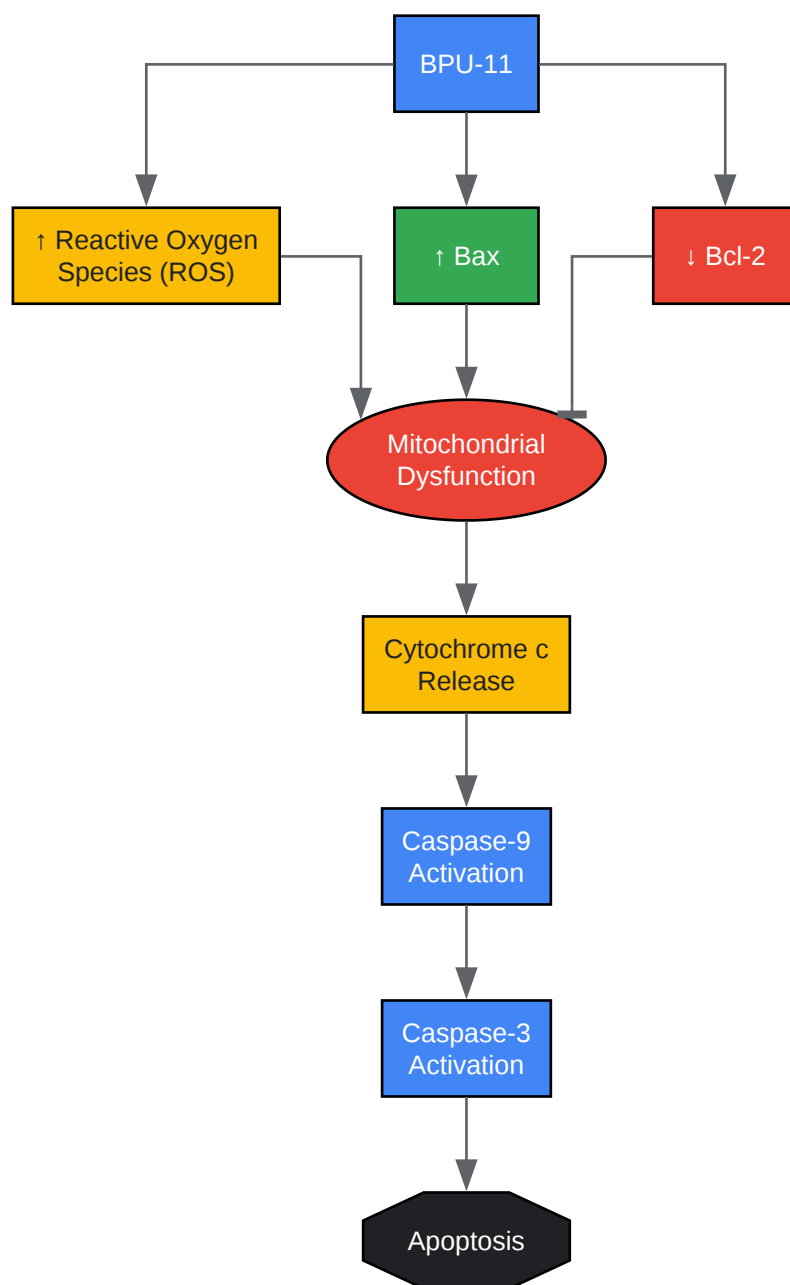 BPU-11
↑ Reactive Oxygen
Species (ROS)
↑ Bax
↓ Bcl-2
Mitochondrial
Dysfunction
Cytochrome c
Release
Caspase-9
Activation
Caspase-3
Activation
Apoptosis